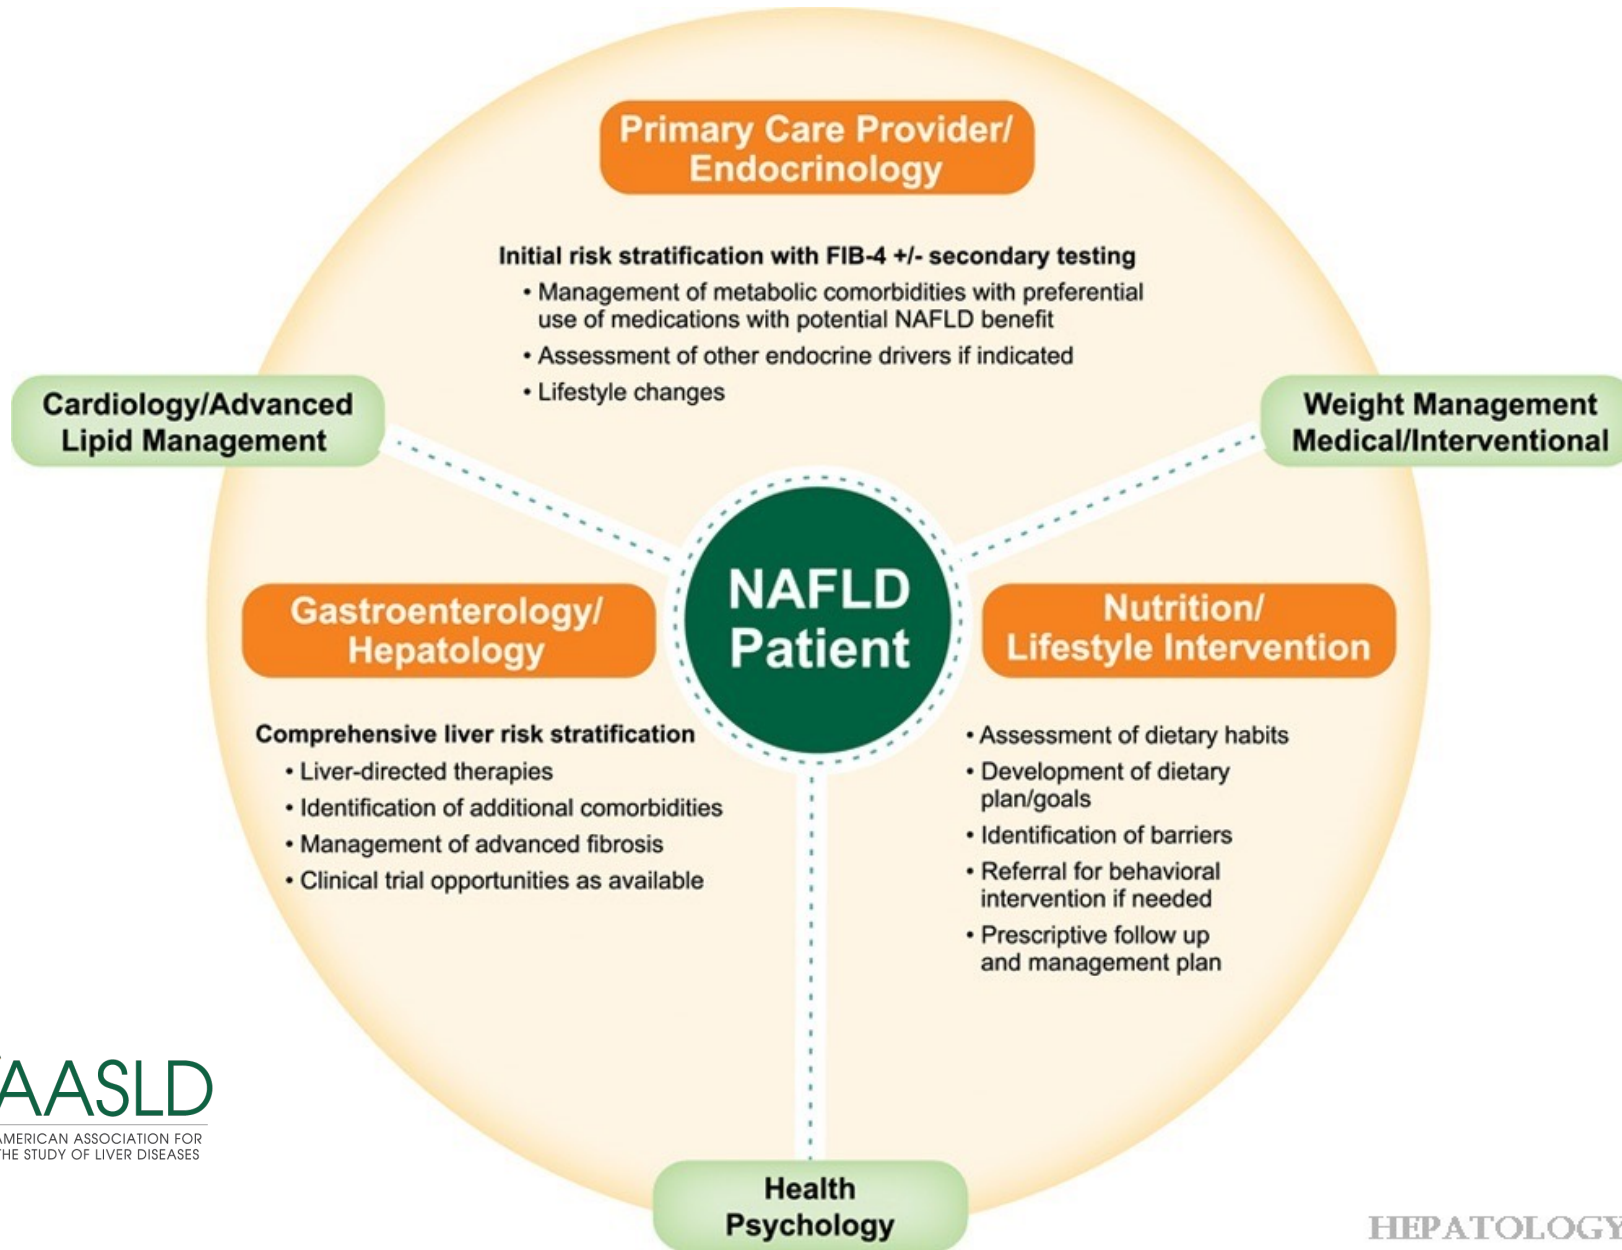 Primary Care Provider/
Endocrinology
Initial risk stratification with FIB-4 +/- secondary testing
• Management of metabolic comorbidities with preferential
use of medications with potential NAFLD benefit
• Assessment of other endocrine drivers if indicated
• Lifestyle changes
Cardiology/Advanced
Lipid Management
Weight Management
Medical/Interventional
NAFLD
Patient
Gastroenterology/
Hepatology
Comprehensive liver risk stratification
• Liver-directed therapies
• Identification of additional comorbidities
• Management of advanced fibrosis
• Clinical trial opportunities as available
Nutrition/
Lifestyle Intervention
• Assessment of dietary habits
• Development of dietary
plan/goals
• Identification of barriers
• Referral for behavioral
intervention if needed
• Prescriptive follow up
and management plan
Health
Psychology
AASLD
AMERICAN ASSOCIATION FOR
THE STUDY OF LIVER DISEASES
HEPATOLOGY